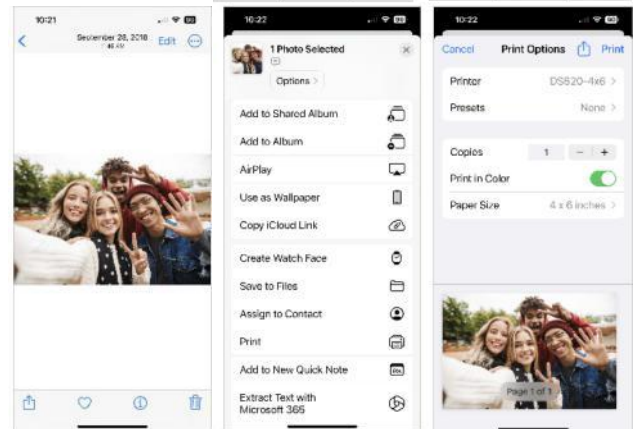 10:21
90
September 28, 2018
Edit
10:22
90
1 Photo Selected
Options >
Add to Shared Album
Add to Album
AirPlay
Use as Wallpaper
Copy iCloud Link
Create Watch Face
Save to Files
Assign to Contact
Print
Add to New Quick Note
Extract Text with
Microsoft 365
10:22
90
Cancel Print Options Print
Printer DS620-4x6 >
Presets None >
Copies 1 - +
Print in Color
Paper Size 4 x 6 inches >
Page 1 of 1